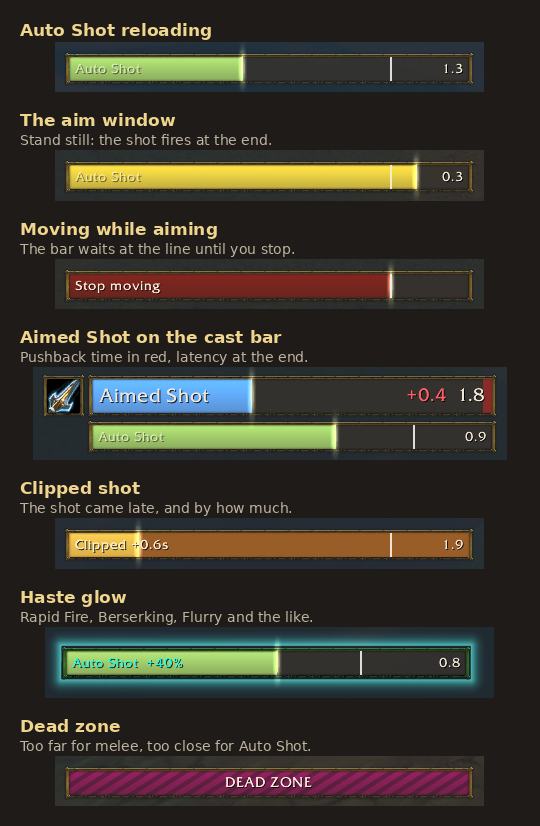 Auto Shot reloading
Auto Shot 1.3
The aim window
Stand still: the shot fires at the end.
Auto Shot 0.3
Moving while aiming
The bar waits at the line until you stop.
Stop moving
Aimed Shot on the cast bar
Pushback time in red, latency at the end.
Aimed Shot +0.4 1.8
Auto Shot 0.9
Clipped shot
The shot came late, and by how much.
Clipped +0.6s 1.9
Haste glow
Rapid Fire, Berserking, Flurry and the like.
Auto Shot +40% 0.8
Dead zone
Too far for melee, too close for Auto Shot.
DEAD ZONE